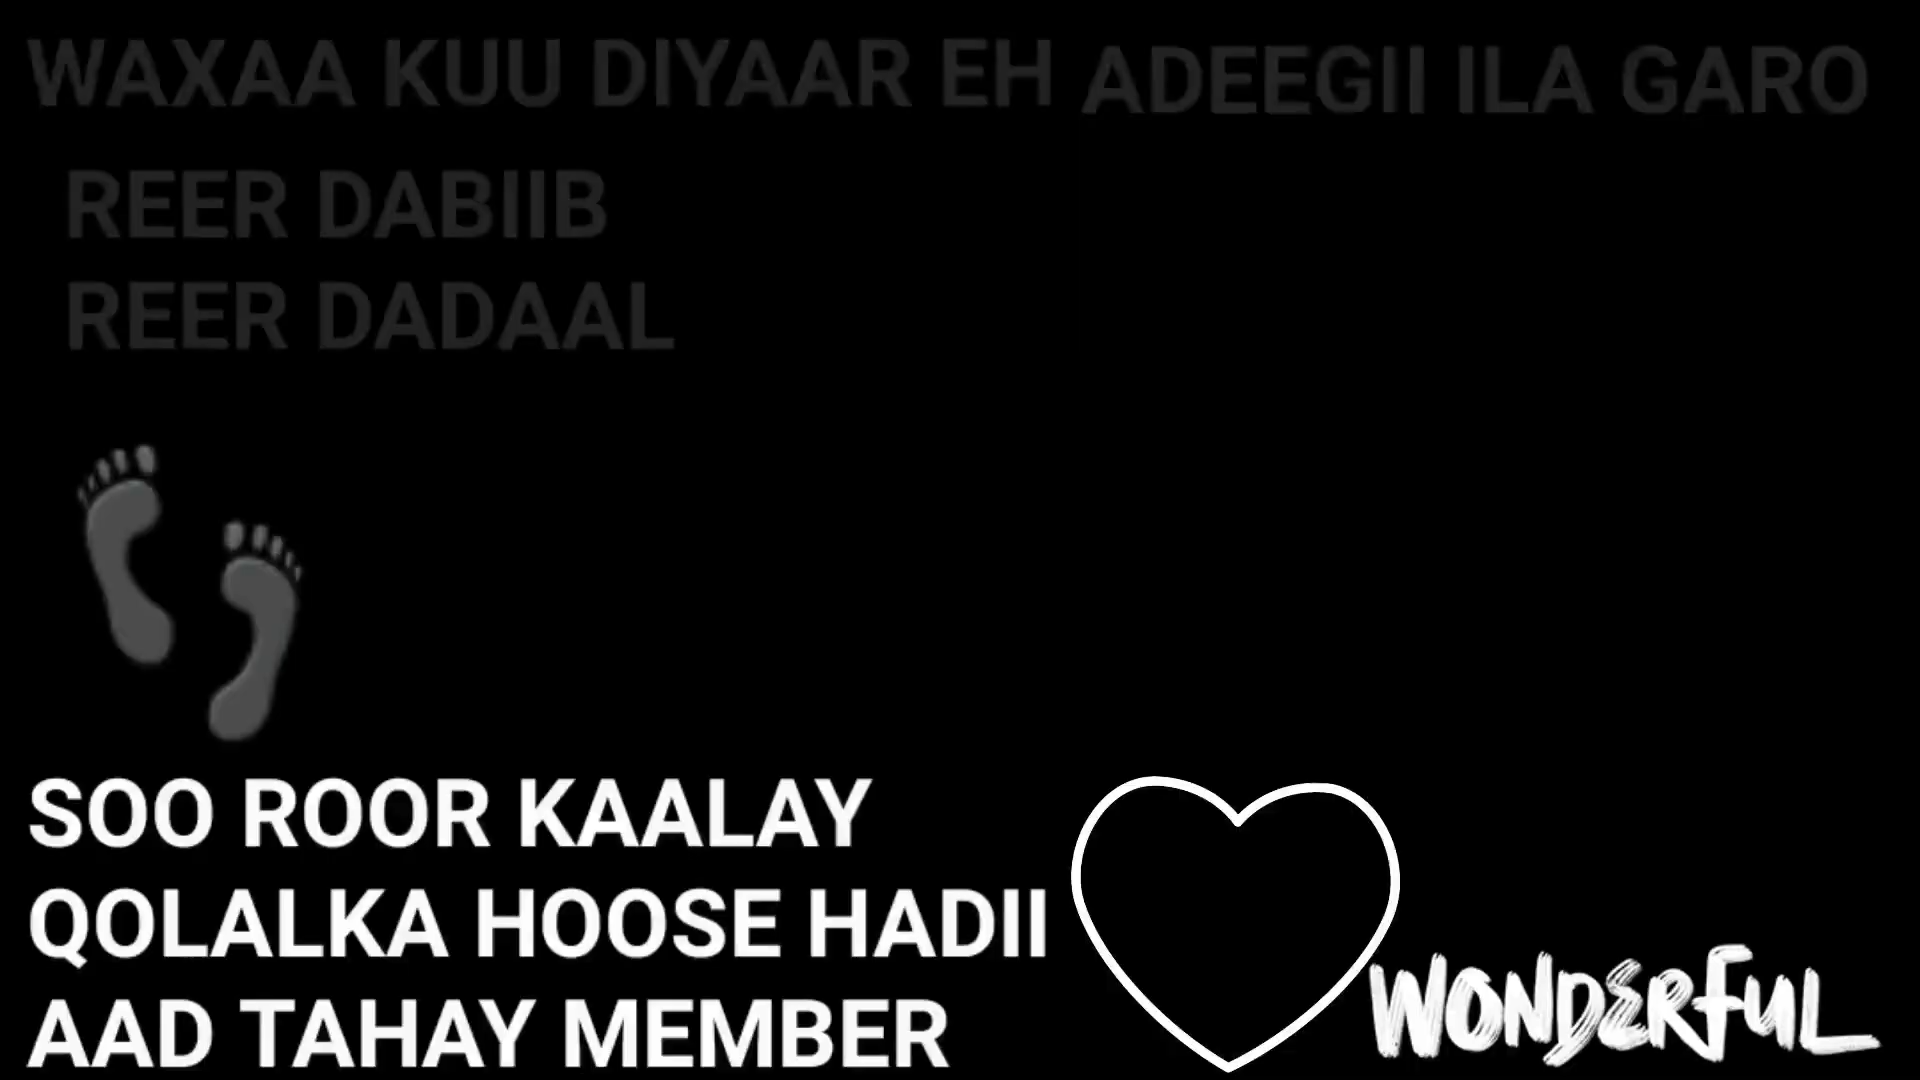 WAXAA KUU DIYAAR EH ADEEGII ILA GARO
REER DABIIB
REER DADAAL
SOO ROOR KAALAY
QOLALKA HOOSE HADII
AAD TAHAY MEMBER
WONDERFUL